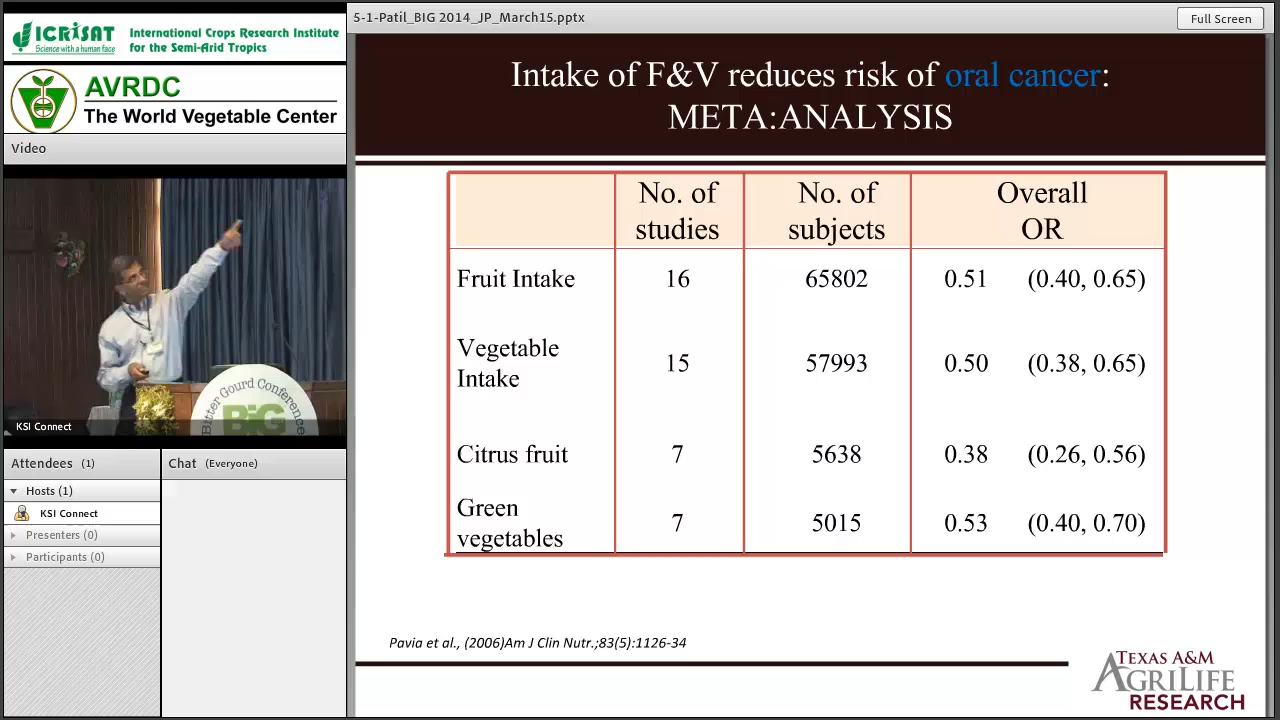 ICRISAT
Science with a human face
International Crops Research Institute
for the Semi-Arid Tropics
AVRDC
The World Vegetable Center
Video
Bitter Gourd Conference
BiG
KSI Connect
Attendees (1)
Hosts (1)
KSI Connect
Presenters (0)
Participants (0)
Chat (Everyone)
5-1-Patil_BIG 2014_JP_March15.pptx
Full Screen
Intake of F&V reduces risk of oral cancer:
META:ANALYSIS
No. of
studies
No. of
subjects
Overall
OR
Fruit Intake 16 65802 0.51 (0.40, 0.65)
Vegetable
Intake 15 57993 0.50 (0.38, 0.65)
Citrus fruit 7 5638 0.38 (0.26, 0.56)
Green
vegetables 7 5015 0.53 (0.40, 0.70)
Pavia et al., (2006)Am J Clin Nutr.;83(5):1126-34
TEXAS A&M
AGRILIFE
RESEARCH